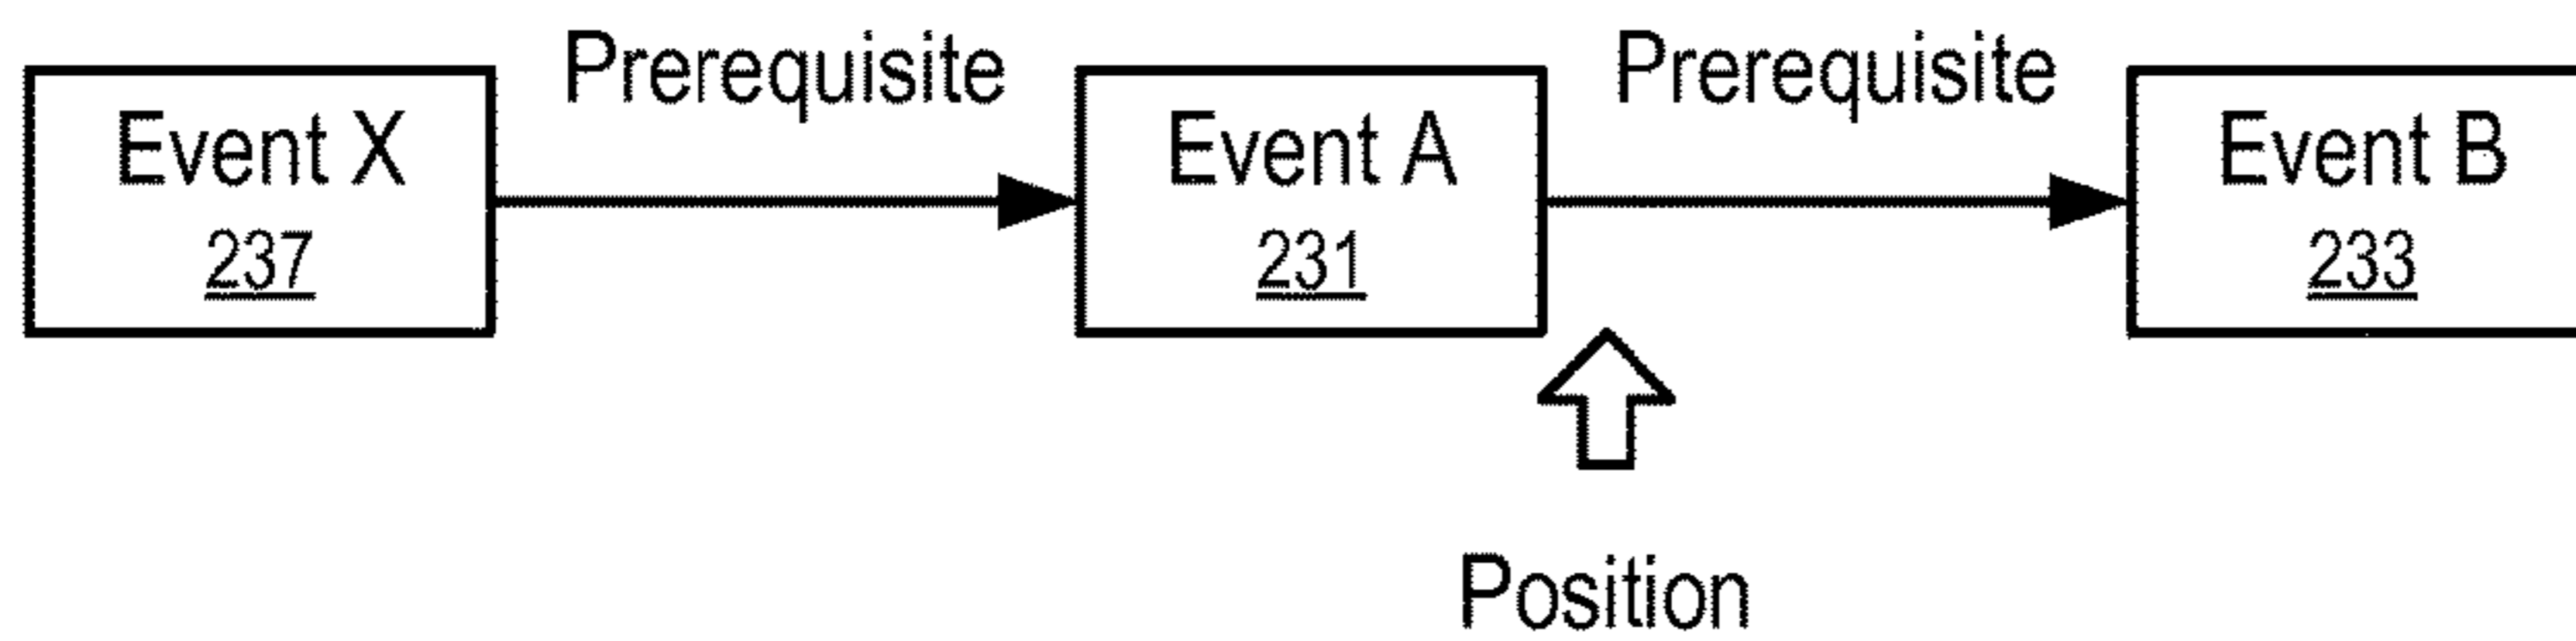 Prerequisite Prerequisite
Event X Event A Event B
237 231 233
Position